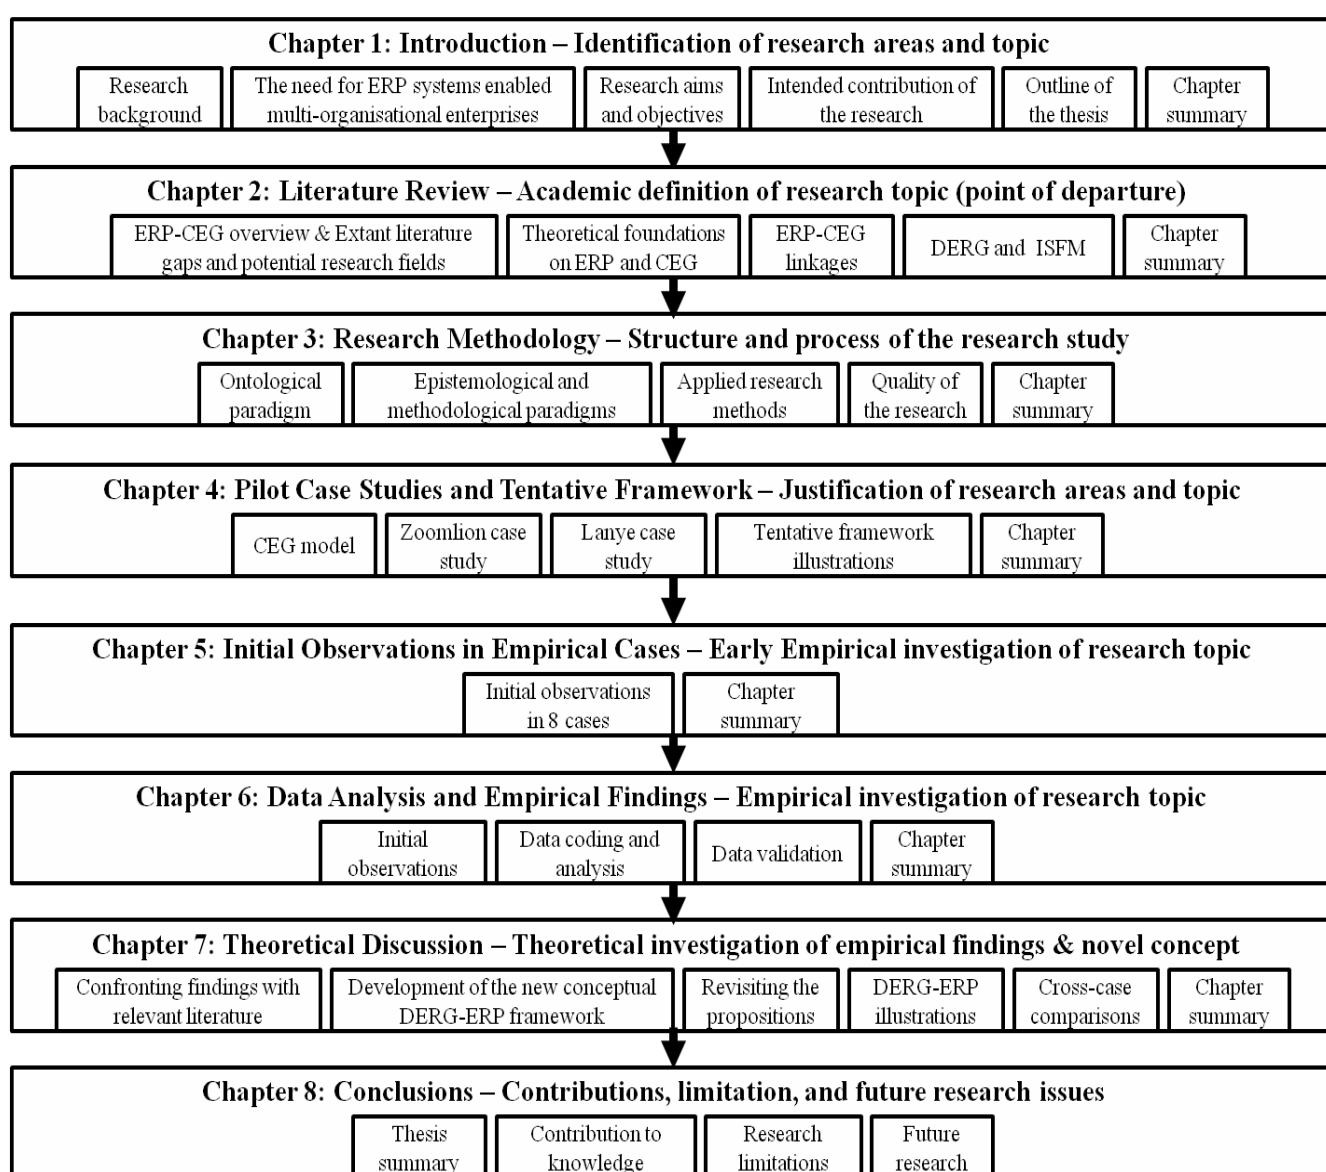 Chapter 1: Introduction – Identification of research areas and topic
Research background
The need for ERP systems enabled multi-organisational enterprises
Research aims and objectives
Intended contribution of the research
Outline of the thesis
Chapter summary
Chapter 2: Literature Review – Academic definition of research topic (point of departure)
ERP-CEG overview & Extant literature gaps and potential research fields
Theoretical foundations on ERP and CEG
ERP-CEG linkages
DERG and ISFM
Chapter summary
Chapter 3: Research Methodology – Structure and process of the research study
Ontological paradigm
Epistemological and methodological paradigms
Applied research methods
Quality of the research
Chapter summary
Chapter 4: Pilot Case Studies and Tentative Framework – Justification of research areas and topic
CEG model
Zoomlion case study
Lanye case study
Tentative framework illustrations
Chapter summary
Chapter 5: Initial Observations in Empirical Cases – Early Empirical investigation of research topic
Initial observations in 8 cases
Chapter summary
Chapter 6: Data Analysis and Empirical Findings – Empirical investigation of research topic
Initial observations
Data coding and analysis
Data validation
Chapter summary
Chapter 7: Theoretical Discussion – Theoretical investigation of empirical findings & novel concept
Confronting findings with relevant literature
Development of the new conceptual DERG-ERP framework
Revisiting the propositions
DERG-ERP illustrations
Cross-case comparisons
Chapter summary
Chapter 8: Conclusions – Contributions, limitation, and future research issues
Thesis summary
Contribution to knowledge
Research limitations
Future research